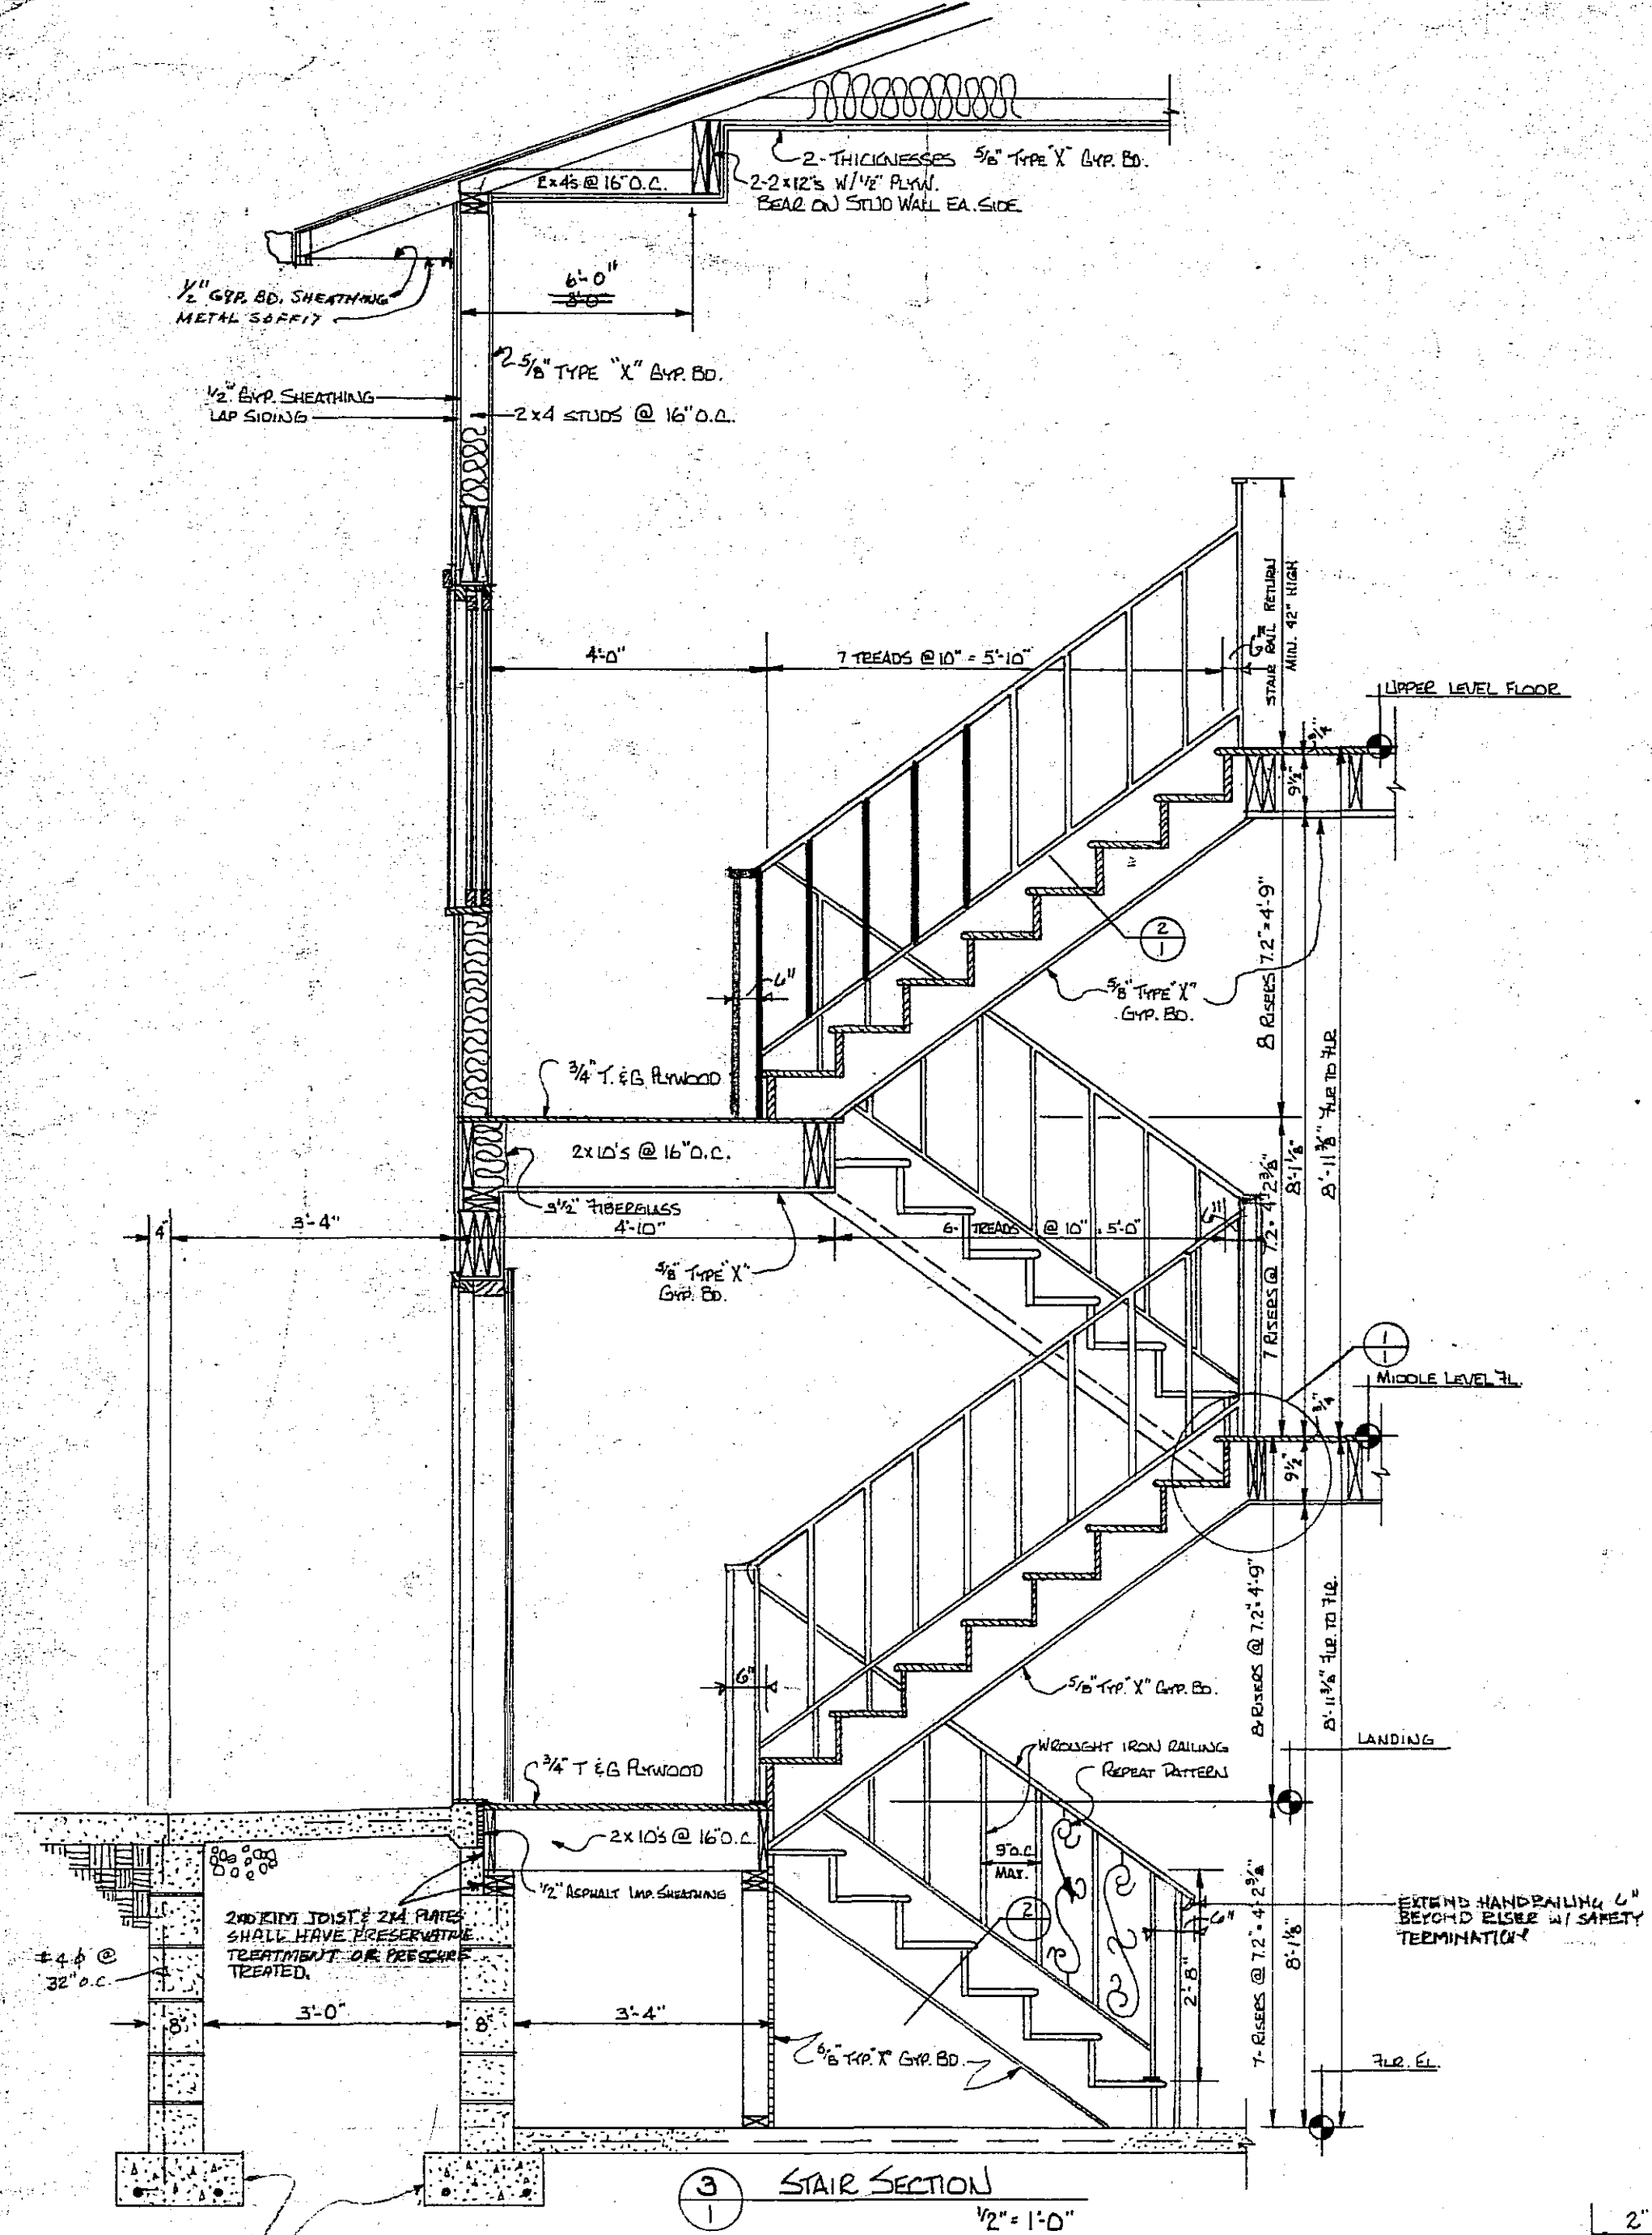 2-THICKNESSES 5/8" TYPE "X" GYP. BD.
2x4's @ 16" O.C.
2-2x12's W/ 1/2" PLYW.
BEAR ON STUD WALL EA. SIDE
1/2" GYP. BD. SHEATHING
METAL SOFFIT
6'-0"
3'-0"
2 5/8" TYPE "X" GYP. BD.
1/2" GYP. SHEATHING
LAP SIDING
2x4 STUDS @ 16" O.C.
STAIR RAIL RETURN
MIN. 42" HIGH
4'-0"
7 TREADS @ 10" = 5'-10"
6"
UPPER LEVEL FLOOR
3/4"
9 1/2"
2
1
6"
5/8" TYPE "X"
GYP. BD.
8 RISERS 7.2" = 4'-9"
8'-1 1/8"
8'-11 3/8" FLR TO FLR
3/4" T. & G. PLYWOOD
2x10's @ 16" O.C.
3 1/2" FIBERGLASS
4"
3'-4"
4'-10"
6- TREADS @ 10" = 5'-0"
6"
5/8" TYPE "X"
GYP. BD.
7 RISERS @ 7.2 = 4'-2 3/8"
1
1
MIDDLE LEVEL FL.
3/4"
9 1/2"
8-RISERS @ 7.2" = 4'-9"
8'-11 3/8" FLR. TO FLR.
6"
5/8" TYP. "X" GYP. BD.
WROUGHT IRON RAILING
REPEAT PATTERN
LANDING
3/4" T & G PLYWOOD
2x10's @ 16" O.C.
9" O.C.
MAX.
1/2" ASPHALT IMP. SHEATHING
2x10 RIM JOIST & 2x4 PLATES
SHALL HAVE PRESERVATIVE
TREATMENT OR PRESSURE
TREATED.
#4 ϕ @
32" O.C.
2
6"
EXTEND HANDRAILING 6"
BEYOND RISER W/ SAFETY
TERMINATION
2'-8"
7-RISERS @ 7.2" = 4'-2 3/8"
8'-1 1/8"
8"
3'-0"
8"
3'-4"
5/8" TYP. "X" GYP. BD.
FLR. EL.
3
1
STAIR SECTION
1/2" = 1'-0"
2"